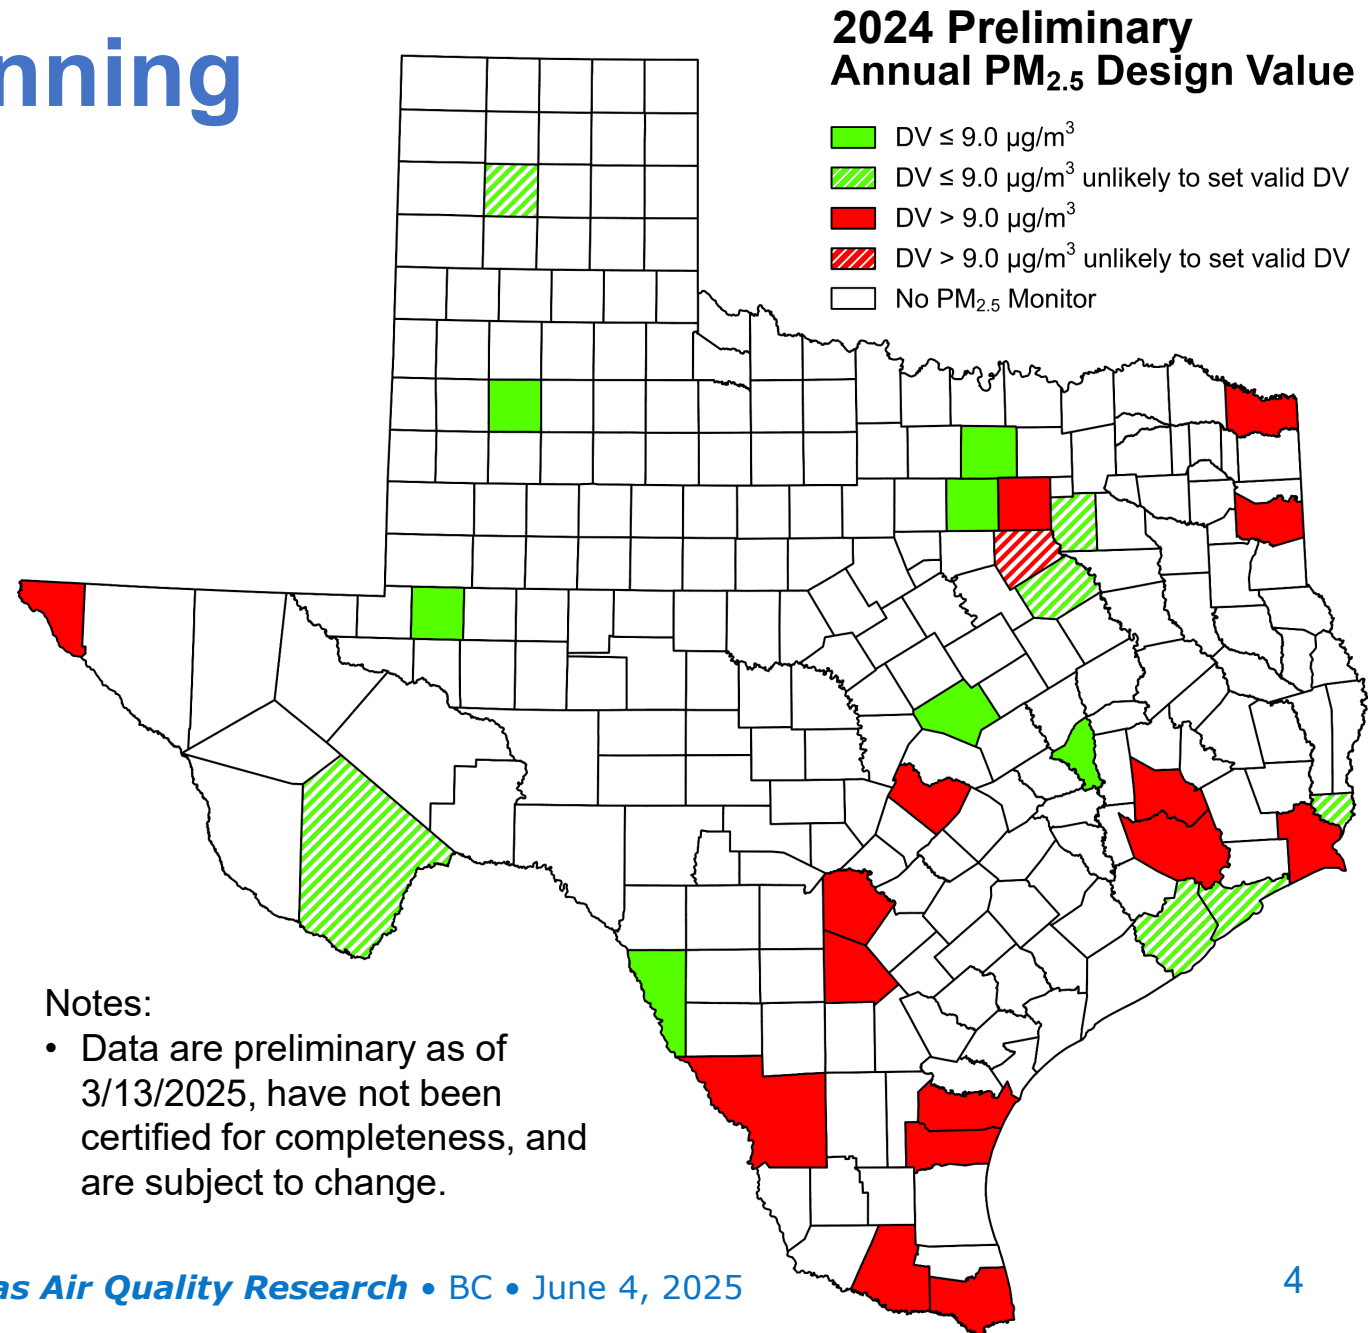 nning
2024 Preliminary
Annual PM2.5 Design Value
DV ≤ 9.0 µg/m³
DV ≤ 9.0 µg/m³ unlikely to set valid DV
DV > 9.0 µg/m³
DV > 9.0 µg/m³ unlikely to set valid DV
No PM2.5 Monitor
Notes:
• Data are preliminary as of
3/13/2025, have not been
certified for completeness, and
are subject to change.
as Air Quality Research • BC • June 4, 2025
4